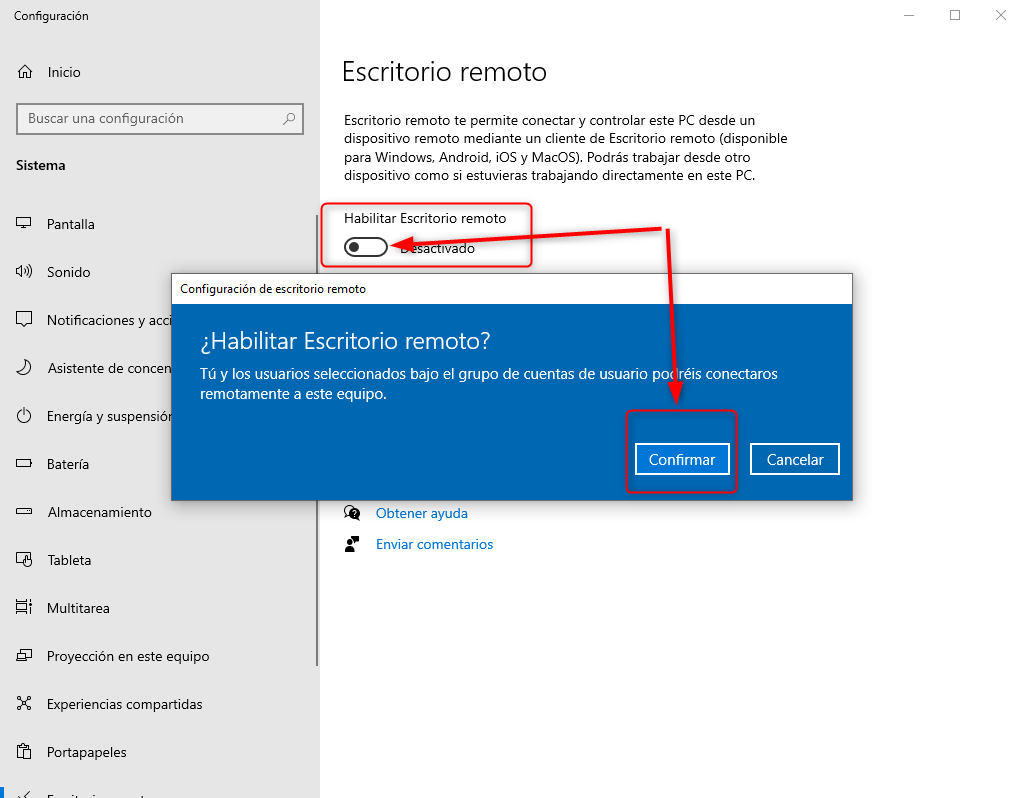 Configuración
Inicio
Buscar una configuración
Sistema
Pantalla
Sonido
Notificaciones y acci
Asistente de concen
Energía y suspensión
Batería
Almacenamiento
Tableta
Multitarea
Proyección en este equipo
Experiencias compartidas
Portapapeles
Escritorio remoto
Escritorio remoto te permite conectar y controlar este PC desde un
dispositivo remoto mediante un cliente de Escritorio remoto (disponible
para Windows, Android, iOS y MacOS). Podrás trabajar desde otro
dispositivo como si estuvieras trabajando directamente en este PC.
Habilitar Escritorio remoto
Desactivado
Configuración de escritorio remoto
¿Habilitar Escritorio remoto?
Tú y los usuarios seleccionados bajo el grupo de cuentas de usuario podréis conectaros
remotamente a este equipo.
Confirmar
Cancelar
Obtener ayuda
Enviar comentarios